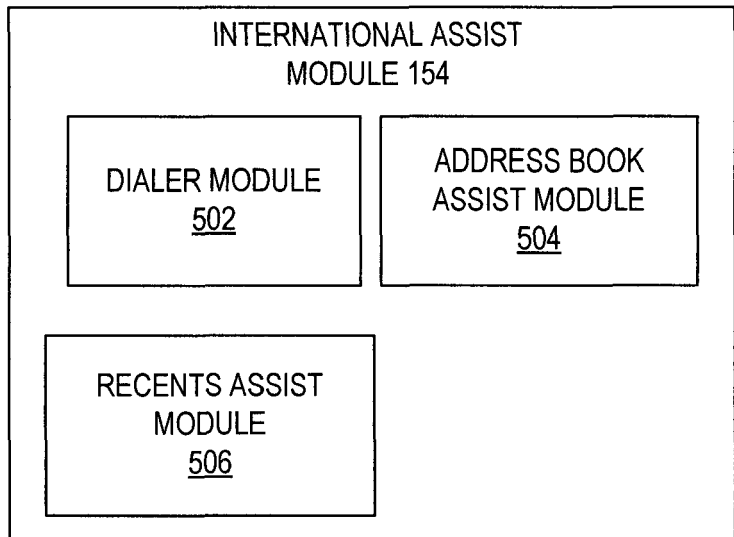 INTERNATIONAL ASSIST
MODULE 154
DIALER MODULE
502
ADDRESS BOOK
ASSIST MODULE
504
RECENTS ASSIST
MODULE
506